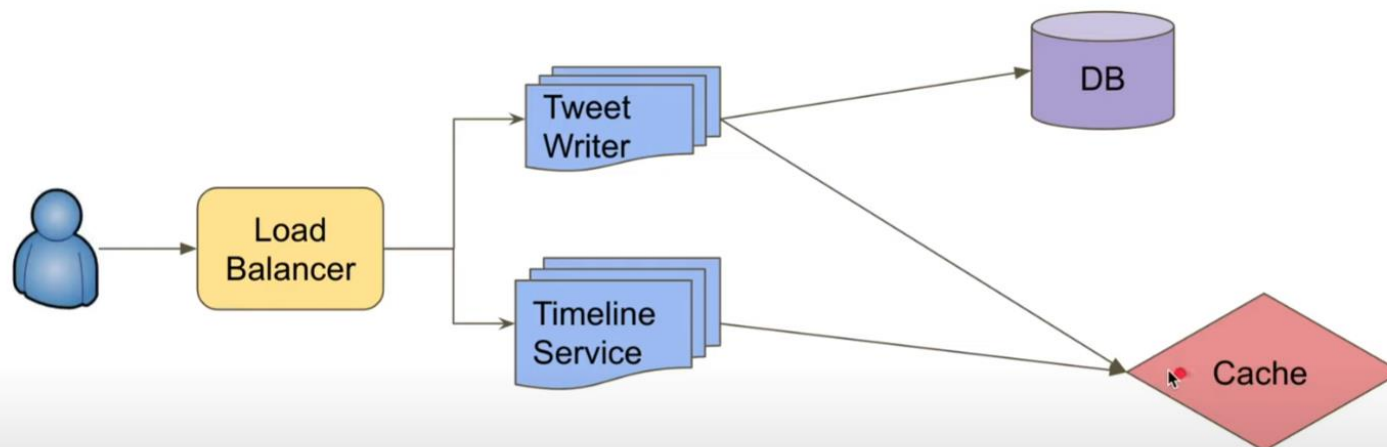 Tweet
Writer
DB
Load
Balancer
Timeline
Service
Cache